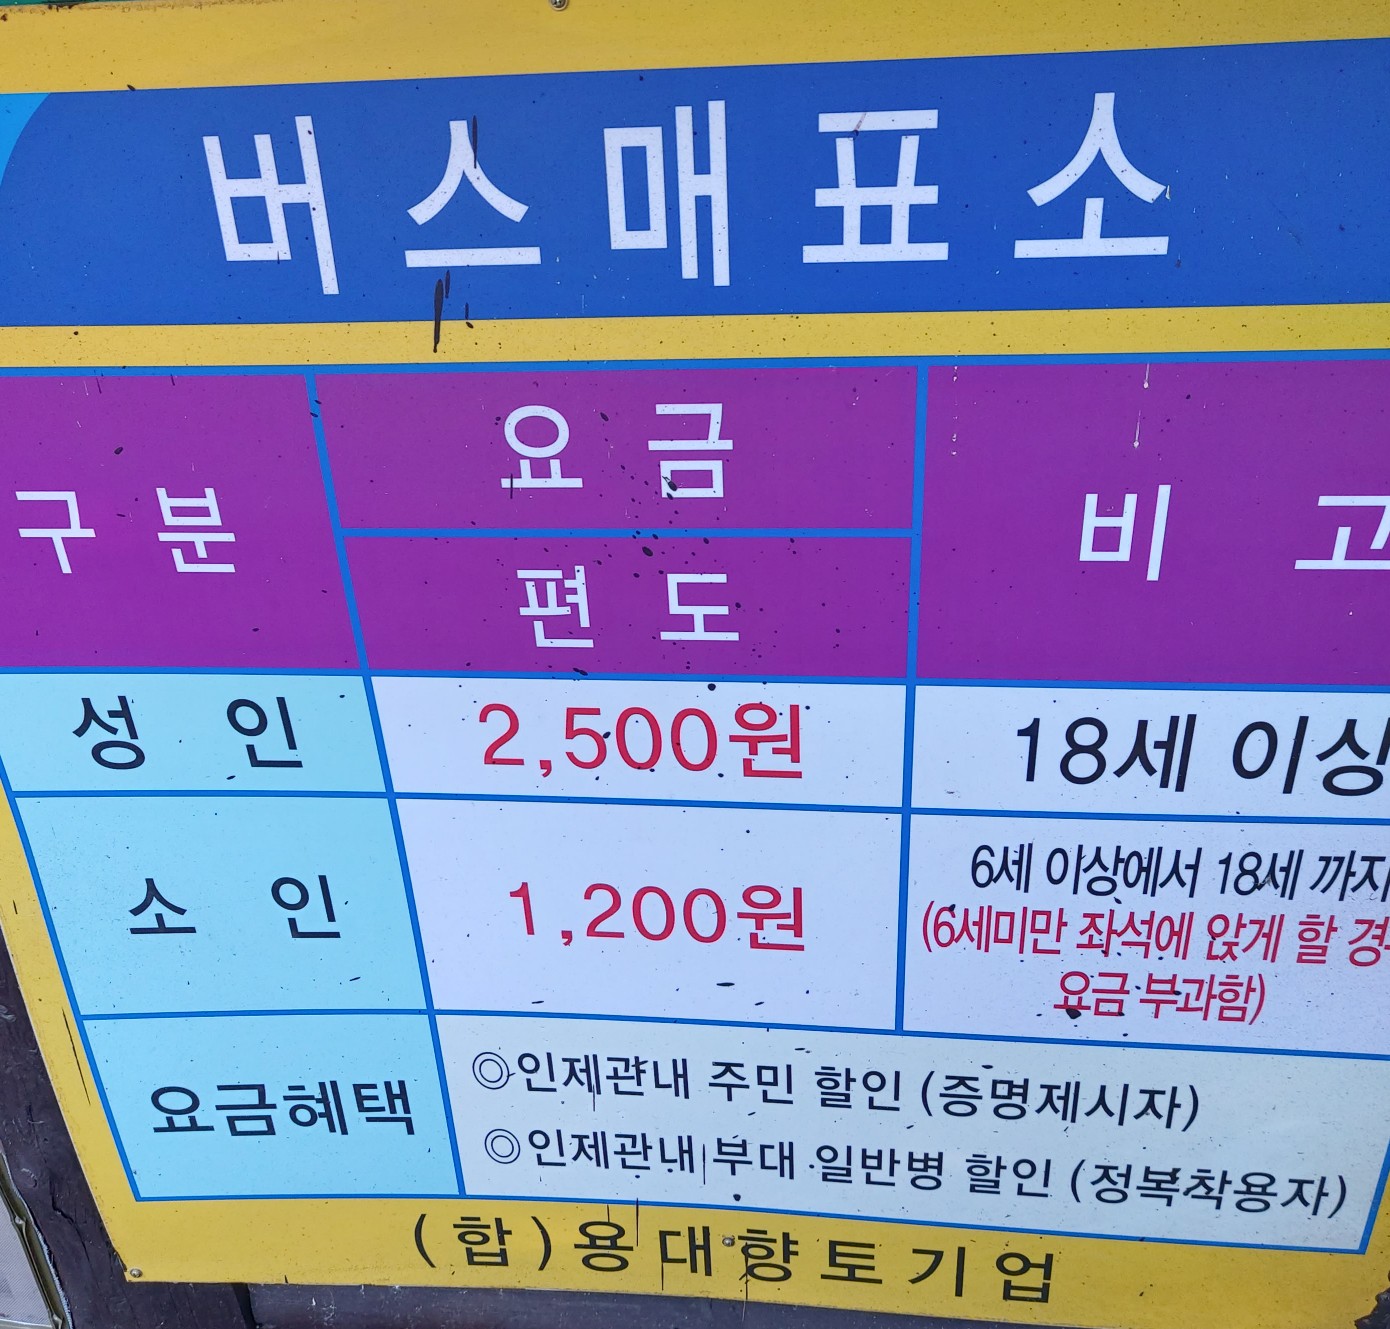 버스매표소
구분
요금
비고
편도
성인
2,500원
18세 이상
소인
1,200원
6세 이상에서 18세 까지
(6세미만 좌석에 앉게 할 경
요금 부과함)
요금혜택
◎인제관내 주민 할인 (증명제시자)
◎인제관내 부대 일반병 할인 (정복착용자)
(합)용대향토기업